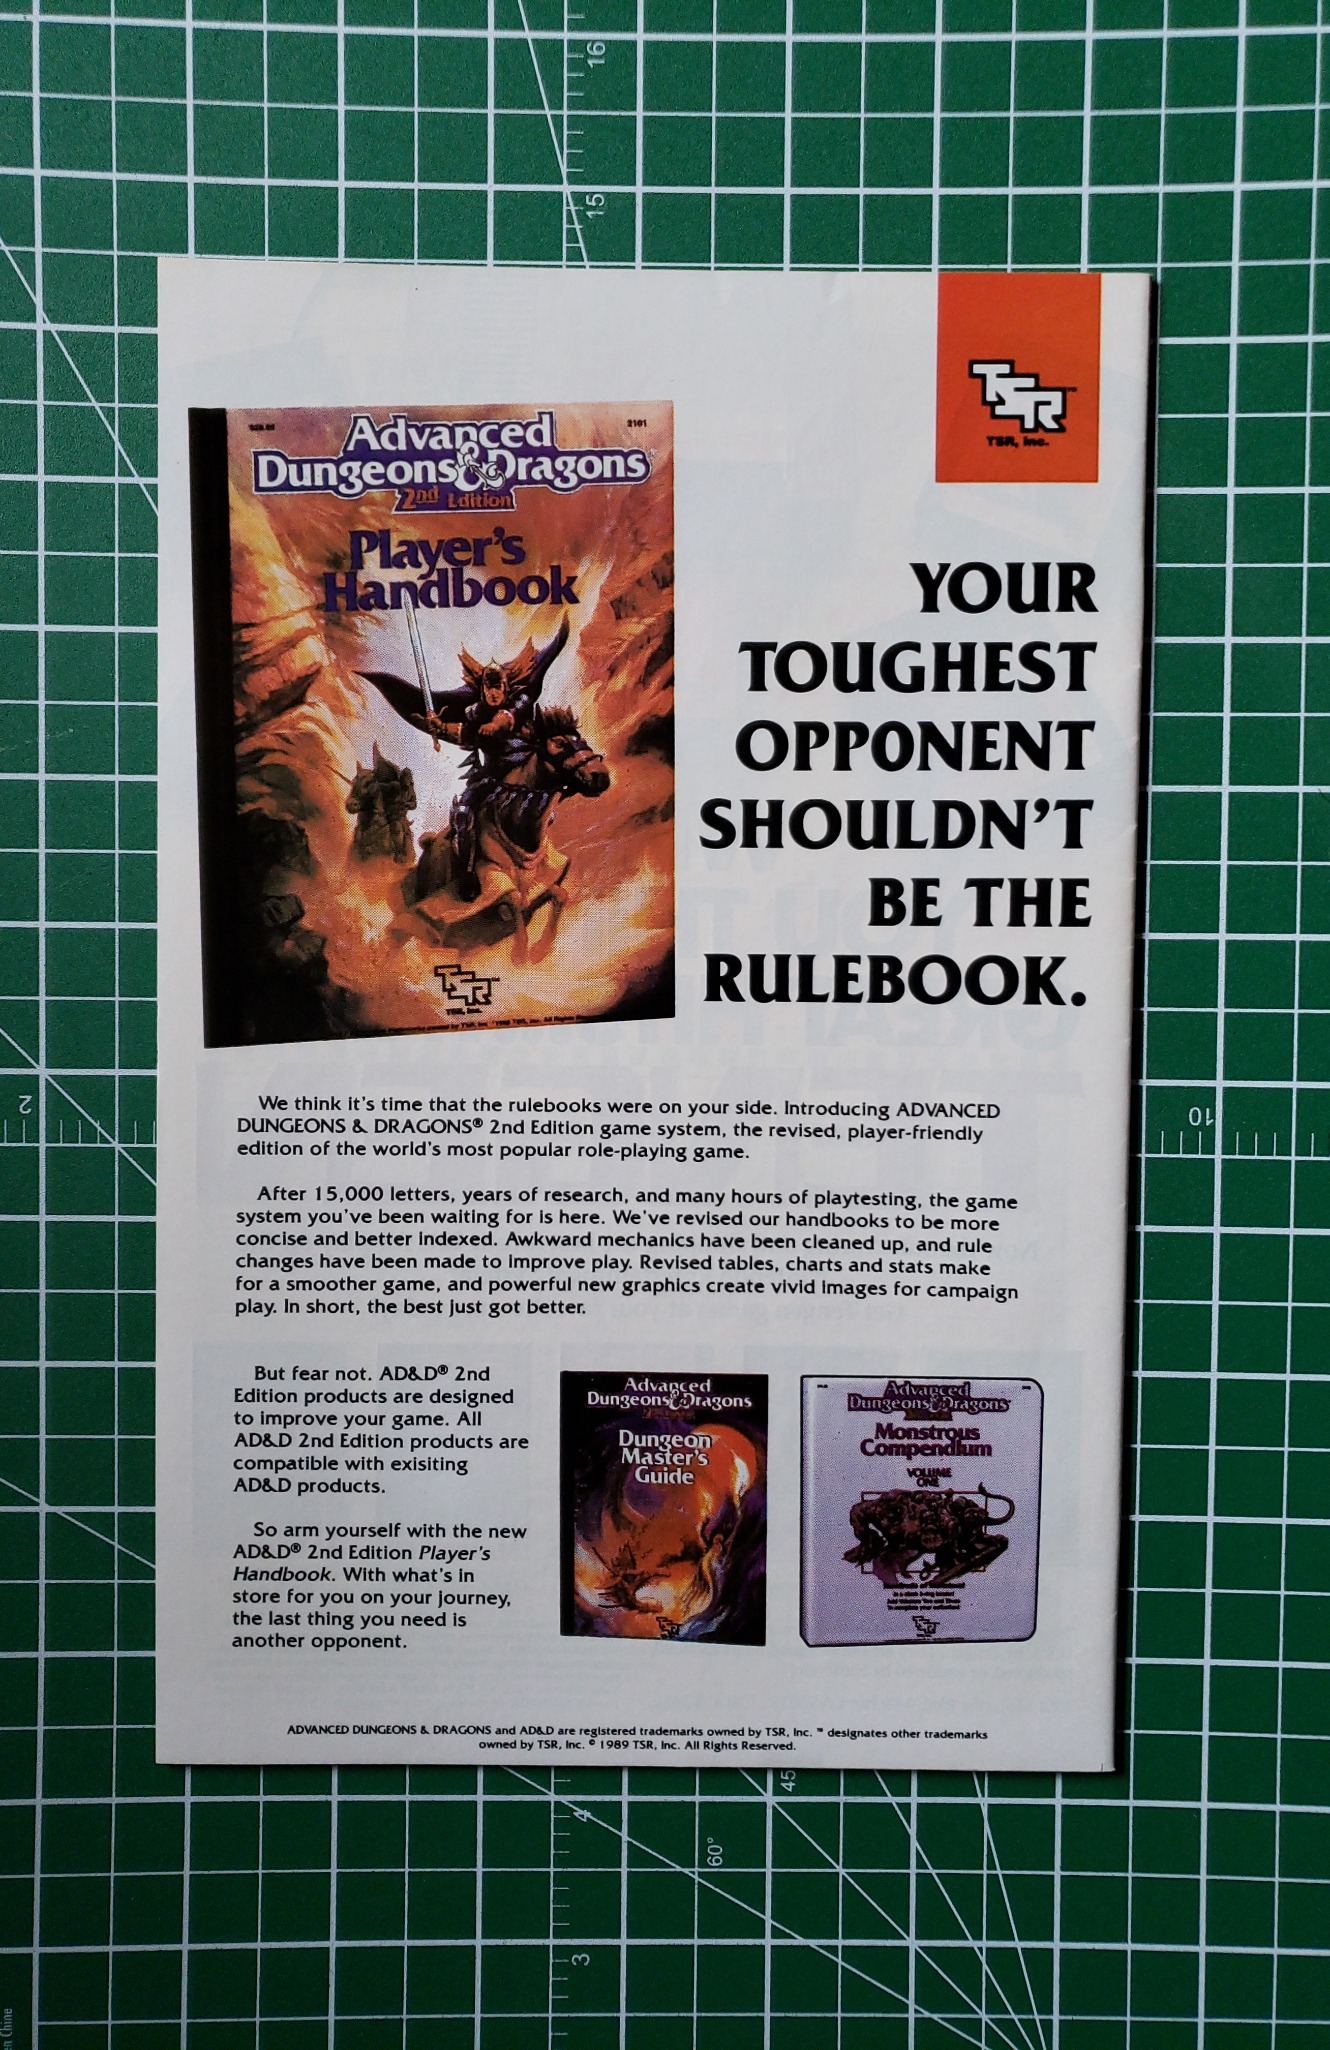 16
15
TSR
TSR, Inc.
2101
Advanced
Dungeons & Dragons
2nd Edition
Player's
Handbook
TSR
TSR, Inc.
YOUR
TOUGHEST
OPPONENT
SHOULDN'T
BE THE
RULEBOOK.
2
10
We think it's time that the rulebooks were on your side. Introducing ADVANCED
DUNGEONS & DRAGONS® 2nd Edition game system, the revised, player-friendly
edition of the world's most popular role-playing game.
After 15,000 letters, years of research, and many hours of playtesting, the game
system you've been waiting for is here. We've revised our handbooks to be more
concise and better indexed. Awkward mechanics have been cleaned up, and rule
changes have been made to improve play. Revised tables, charts and stats make
for a smoother game, and powerful new graphics create vivid images for campaign
play. In short, the best just got better.
But fear not. AD&D® 2nd
Edition products are designed
to improve your game. All
AD&D 2nd Edition products are
compatible with exisiting
AD&D products.
So arm yourself with the new
AD&D® 2nd Edition Player's
Handbook. With what's in
store for you on your journey,
the last thing you need is
another opponent.
Advanced
Dungeons & Dragons
Dungeon
Master's
Guide
TSR
Advanced
Dungeons & Dragons
Monstrous
Compendium
VOLUME
ONE
TSR
ADVANCED DUNGEONS & DRAGONS and AD&D are registered trademarks owned by TSR, Inc. ™ designates other trademarks
owned by TSR, Inc. © 1989 TSR, Inc. All Rights Reserved.
45
4
60°
3